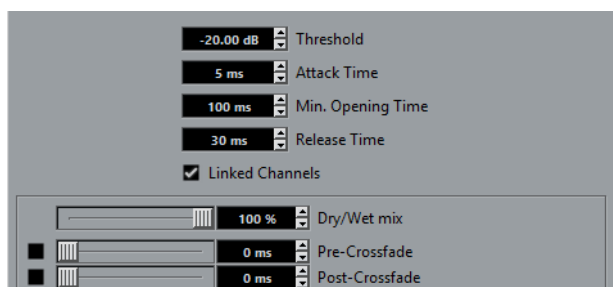 -20.00 dB Threshold
5 ms Attack Time
100 ms Min. Opening Time
30 ms Release Time
Linked Channels
100 % Dry/Wet mix
0 ms Pre-Crossfade
0 ms Post-Crossfade